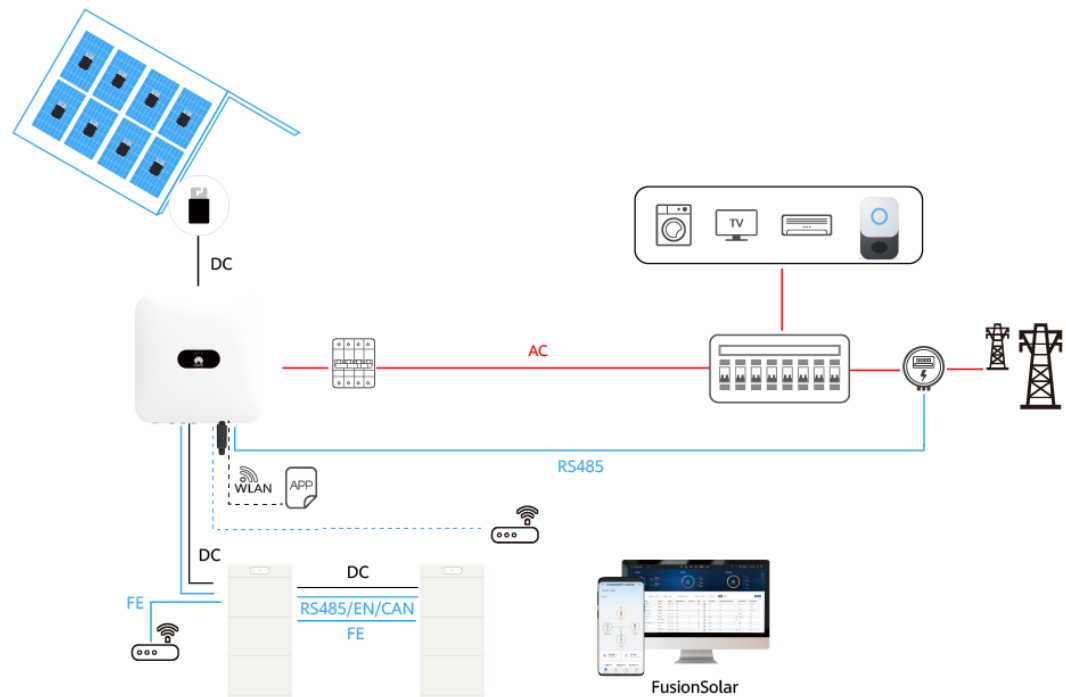 DC
TV
AC
RS485
WLAN
APP
DC
DC
FE
RS485/EN/CAN
FE
FusionSolar